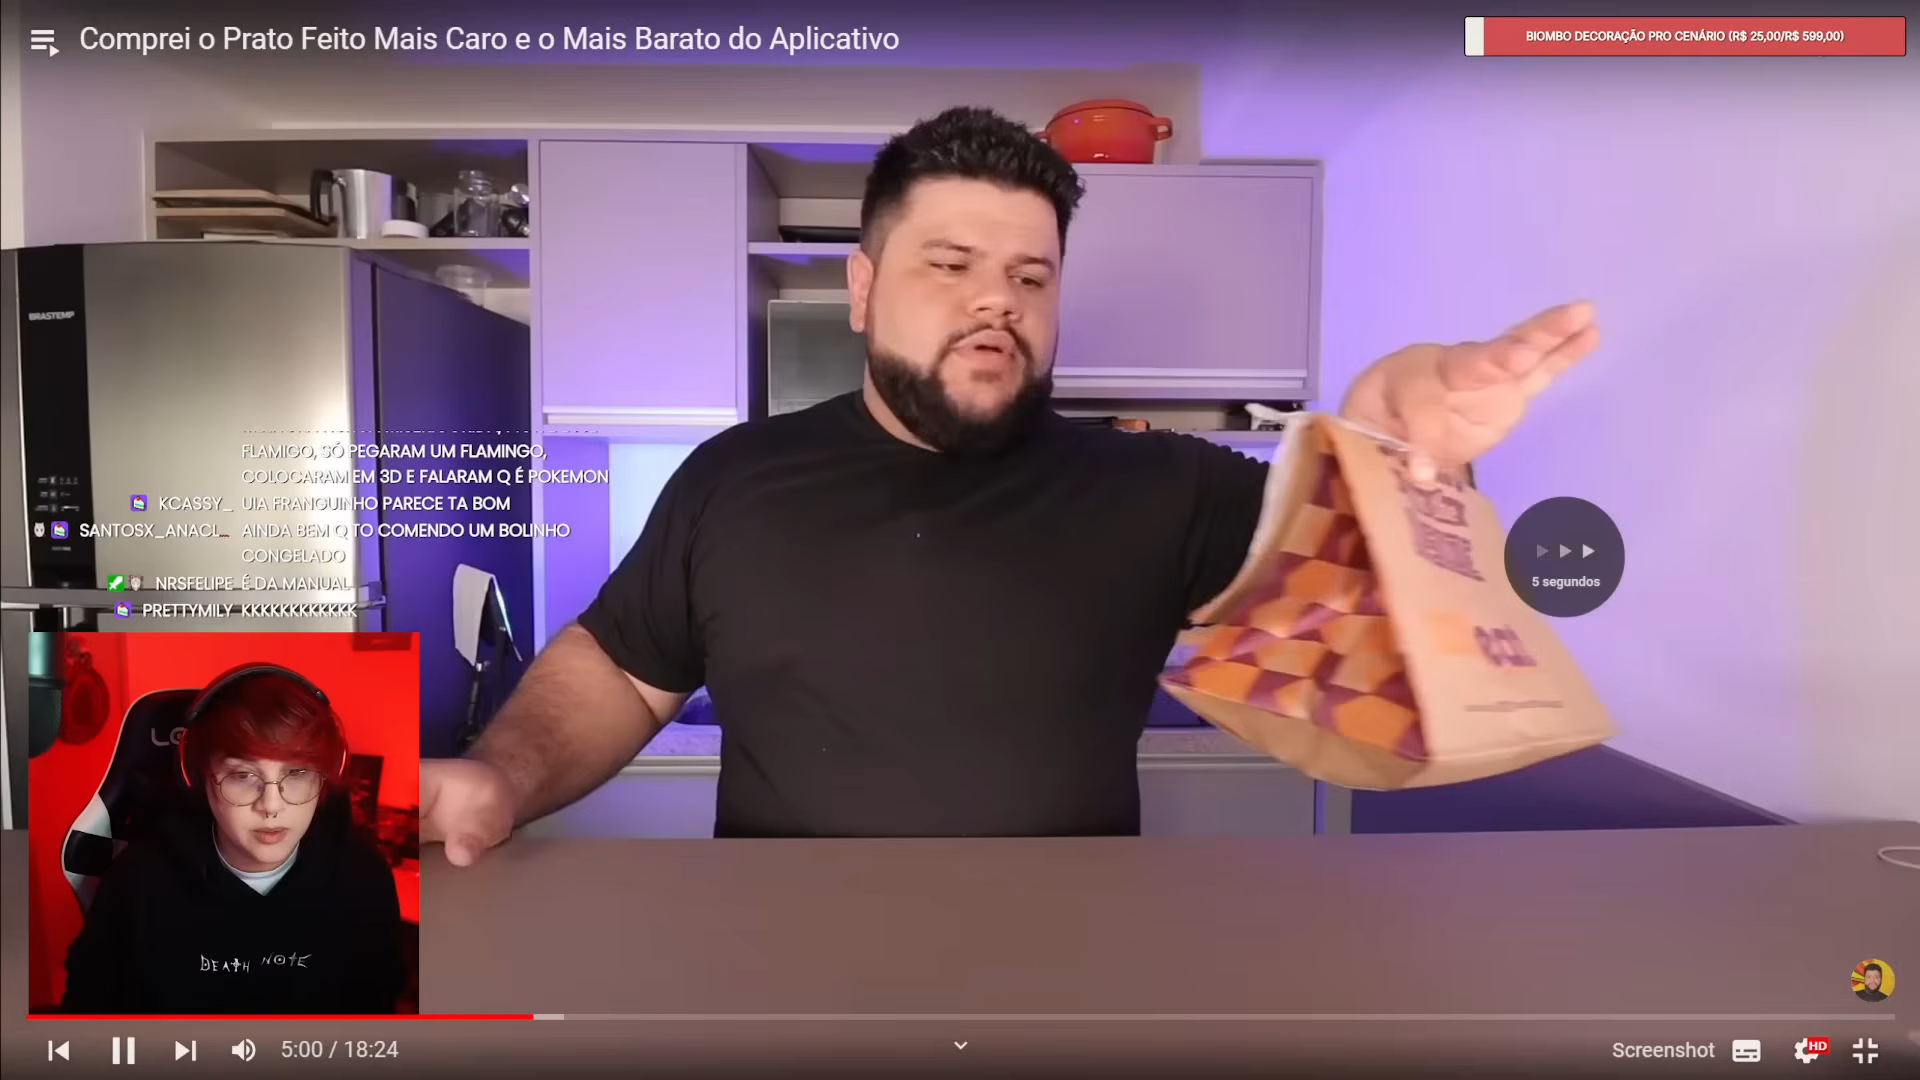 Comprei o Prato Feito Mais Caro e o Mais Barato do Aplicativo
BIOMBO DECORAÇÃO PRO CENÁRIO (R$ 25,00/R$ 599,00)
BRASTEMP
FLAMIGO, SÓ PEGARAM UM FLAMINGO,
COLOCARAM EM 3D E FALARAM Q É POKEMON
KCASSY_ UIA FRANGUINHO PARECE TA BOM
SANTOSX_ANACL… AINDA BEM Q TO COMENDO UM BOLINHO
CONGELADO
NRSFELIPE É DA MANUAL
PRETTYMILY KKKKKKKKKKKK
5 segundos
DEATH NOTE
5:00 / 18:24
Screenshot
HD